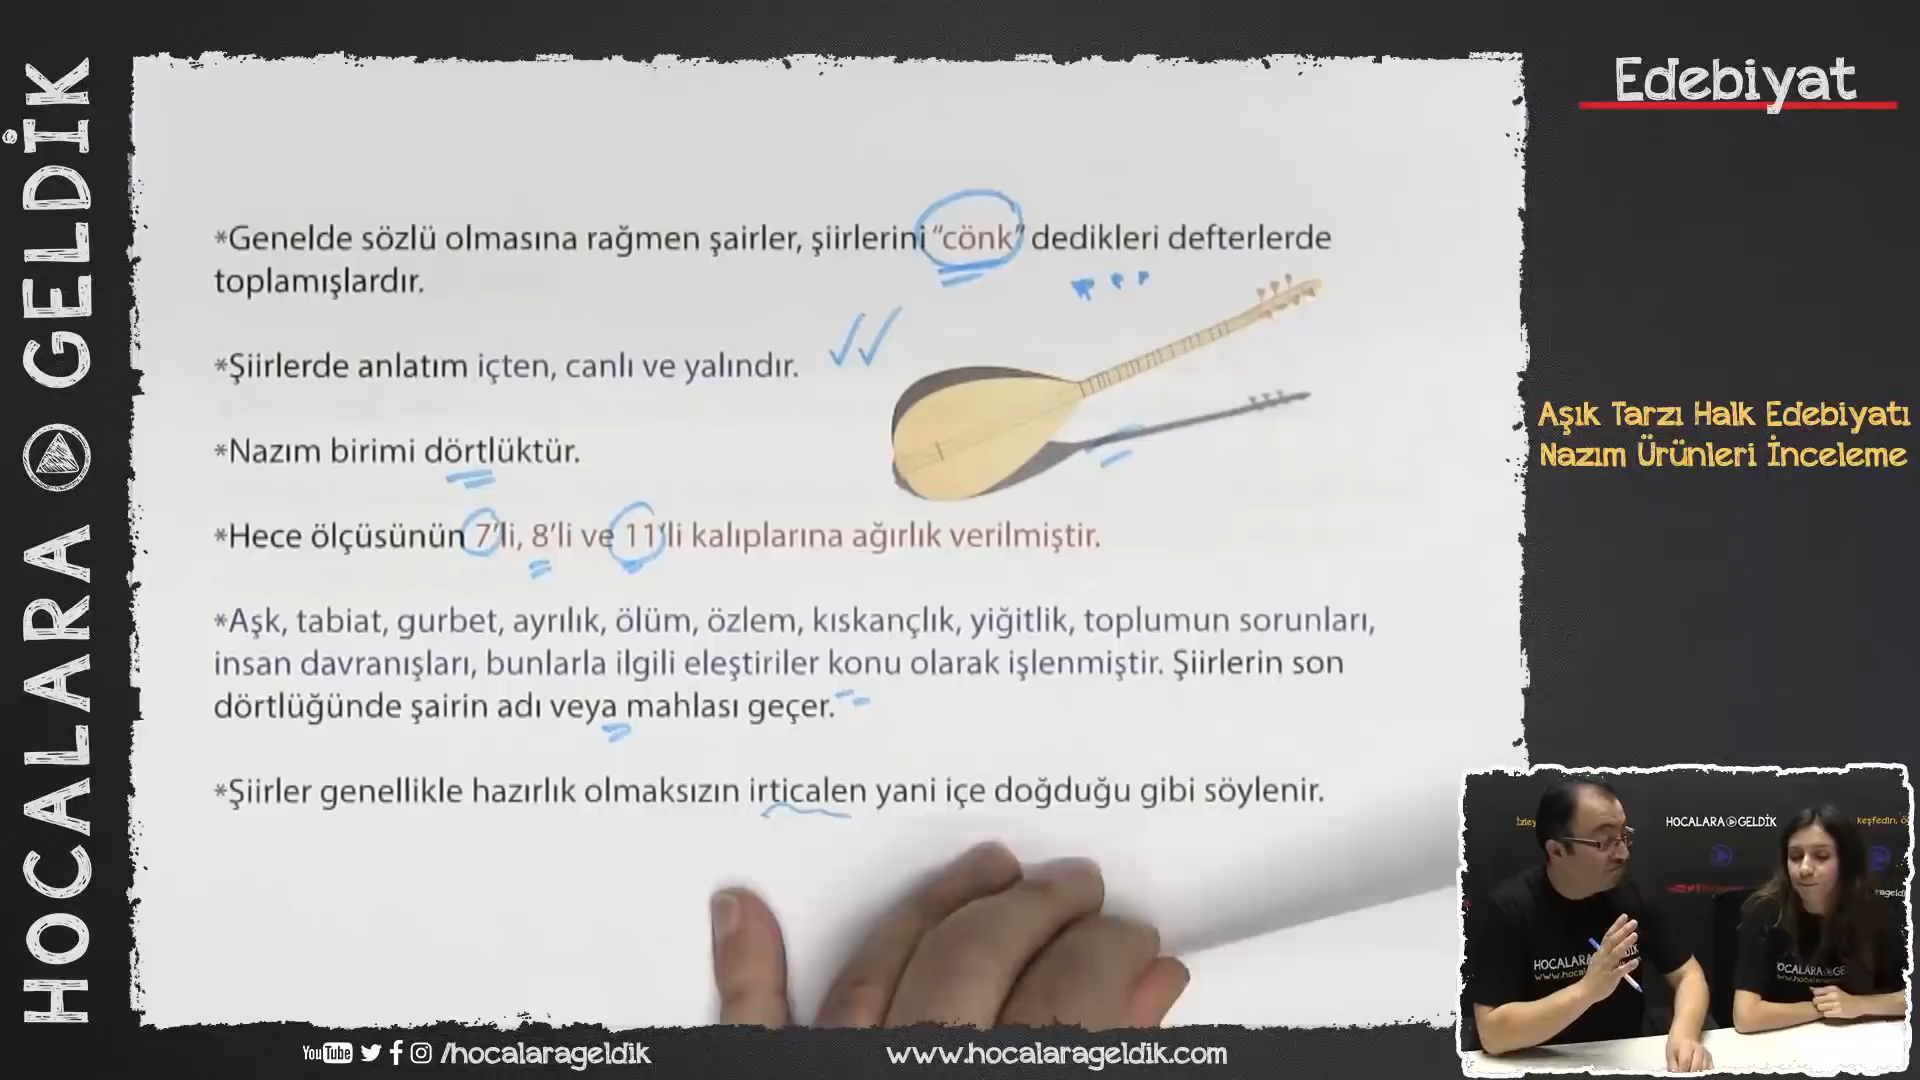 HOCALARA GELDİK
Edebiyat
*Genelde sözlü olmasına rağmen şairler, şiirlerini “cönk” dedikleri defterlerde
toplamışlardır.
*Şiirlerde anlatım içten, canlı ve yalındır.
*Nazım birimi dörtlüktür.
*Hece ölçüsünün 7’li, 8’li ve 11’li kalıplarına ağırlık verilmiştir.
*Aşk, tabiat, gurbet, ayrılık, ölüm, özlem, kıskançlık, yiğitlik, toplumun sorunları,
insan davranışları, bunlarla ilgili eleştiriler konu olarak işlenmiştir. Şiirlerin son
dörtlüğünde şairin adı veya mahlası geçer.
*Şiirler genellikle hazırlık olmaksızın irticalen yani içe doğduğu gibi söylenir.
Aşık Tarzı Halk Edebiyatı
Nazım Ürünleri İnceleme
HOCALARA GELDİK
HOCALARA
HOCALARA GE
YouTube /hocalarageldik
www.hocalarageldik.com